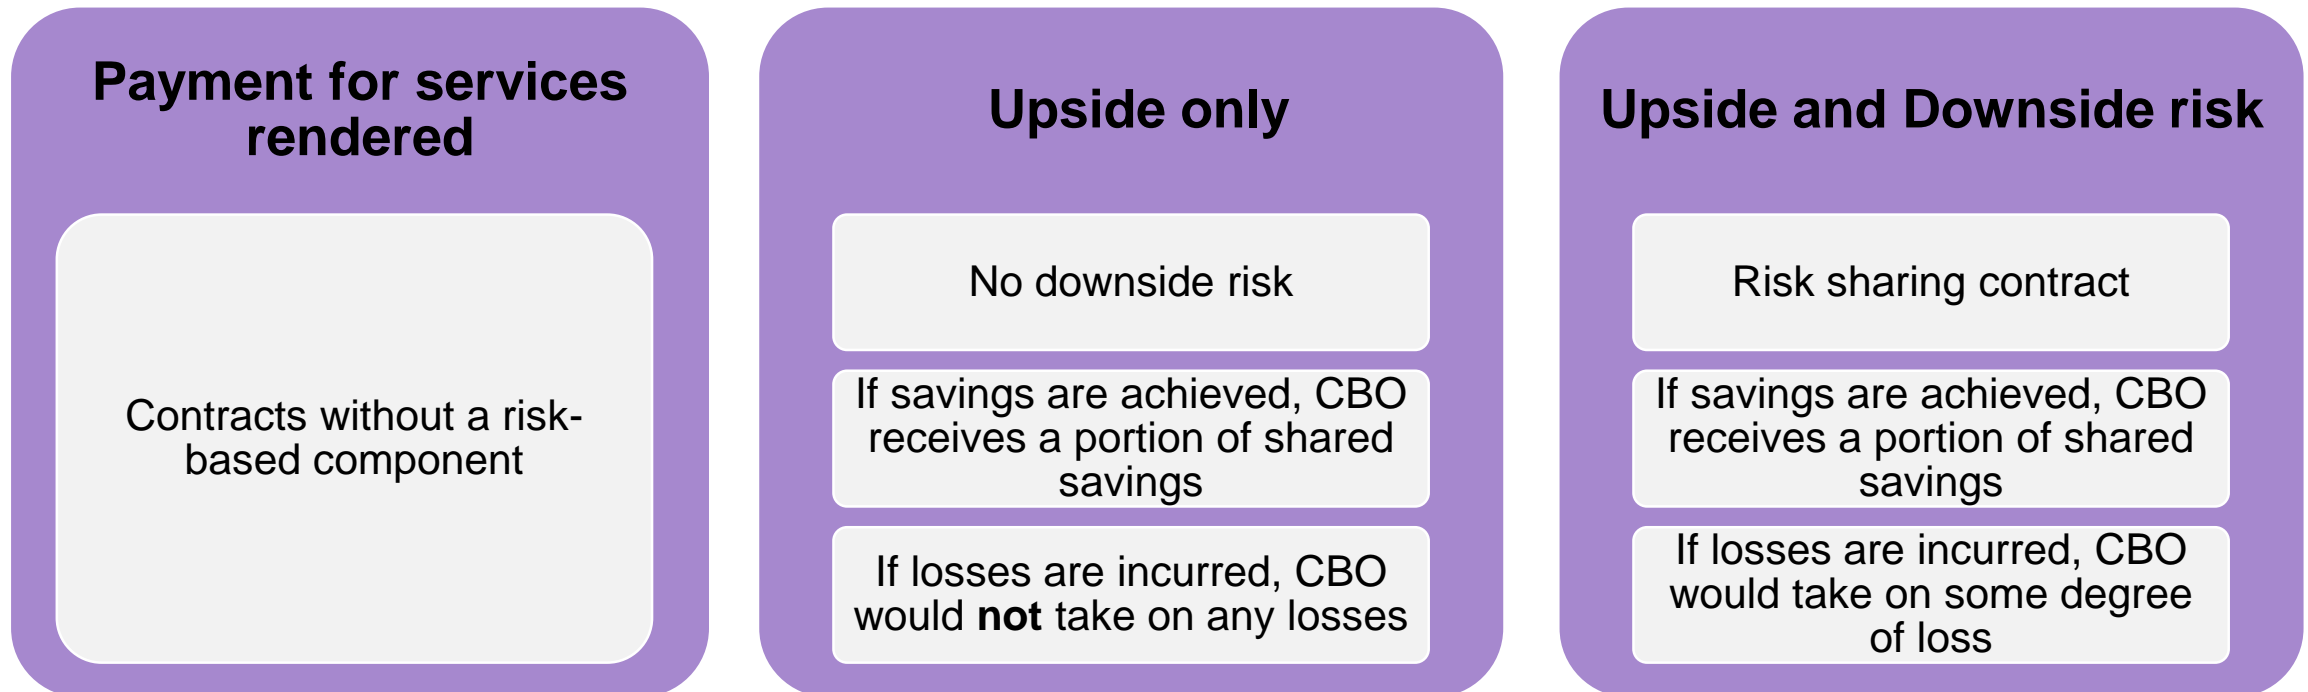 Payment for services
rendered
Contracts without a risk-
based component
Upside only
No downside risk
If savings are achieved, CBO
receives a portion of shared
savings
If losses are incurred, CBO
would not take on any losses
Upside and Downside risk
Risk sharing contract
If savings are achieved, CBO
receives a portion of shared
savings
If losses are incurred, CBO
would take on some degree
of loss